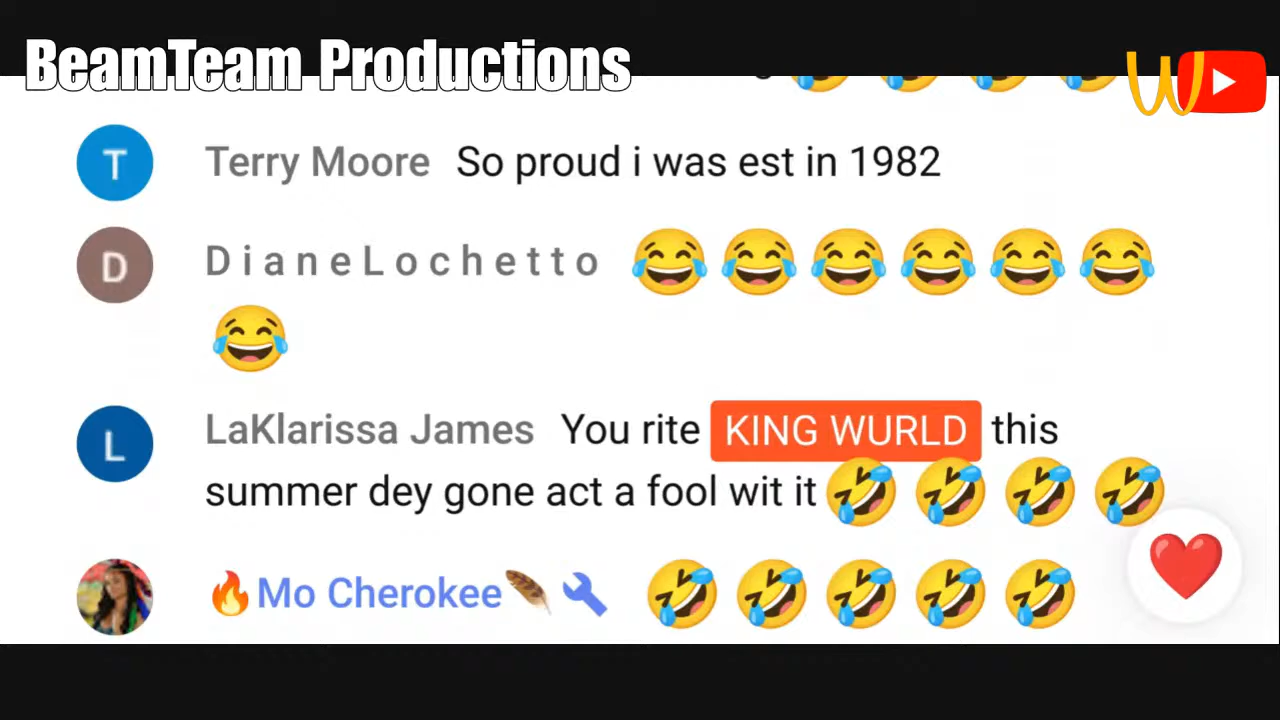 BeamTeam Productions
W
T Terry Moore So proud i was est in 1982
D DianeLochetto 😂😂😂😂😂😂
😂
L LaKlarissa James You rite KING WURLD this
summer dey gone act a fool wit it 🤣🤣🤣🤣
🔥Mo Cherokee🪶🔧 🤣🤣🤣🤣🤣